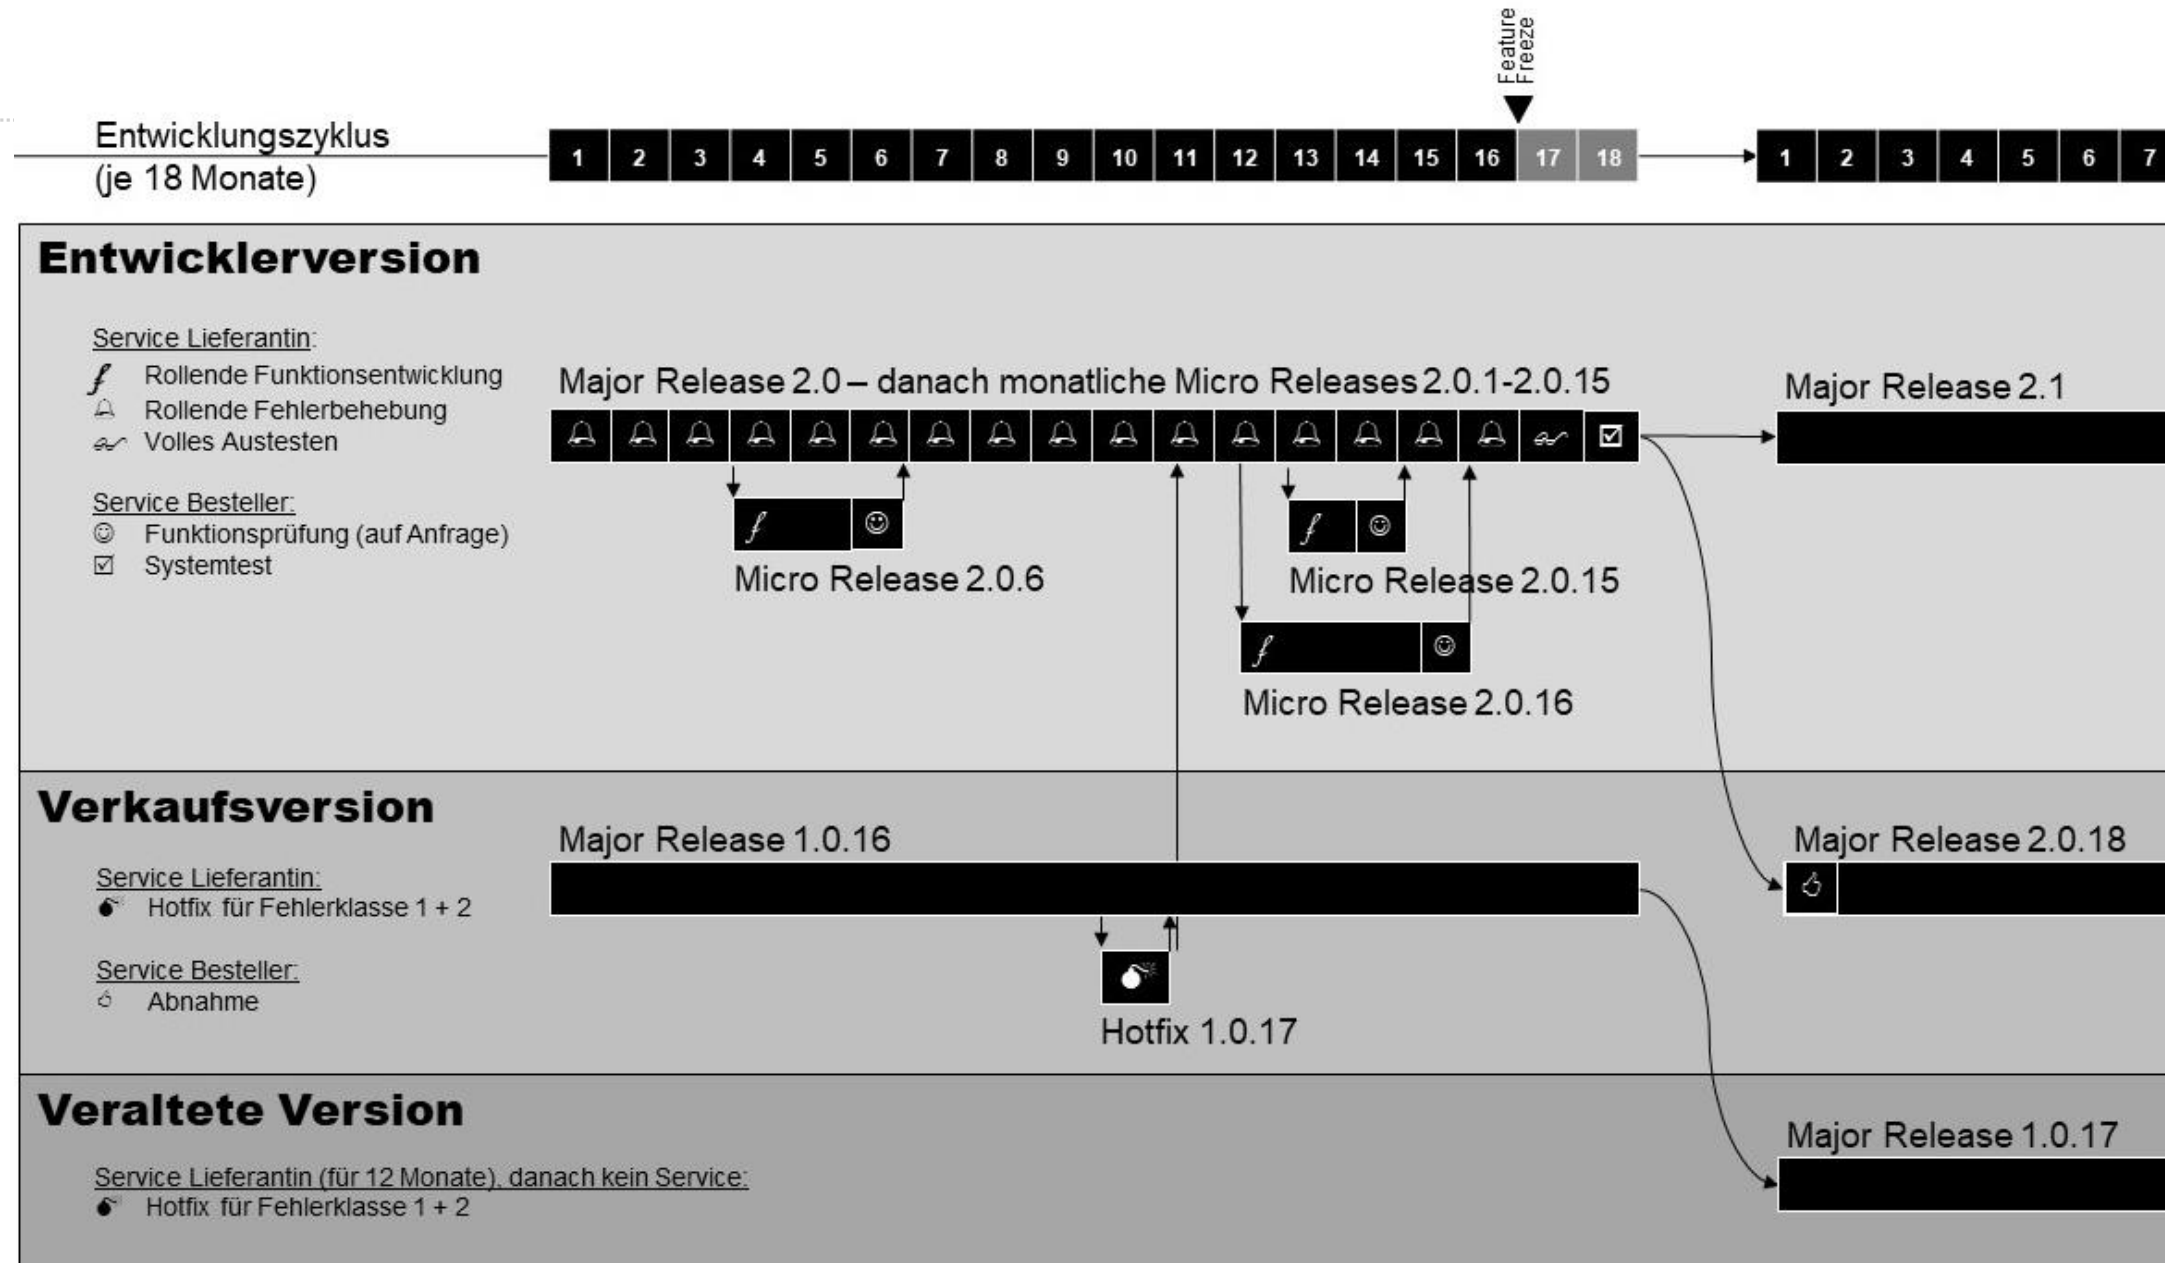 Feature
Freeze
Entwicklungszyklus
(je 18 Monate)
1 2 3 4 5 6 7 8 9 10 11 12 13 14 15 16 17 18 1 2 3 4 5 6 7
Entwicklerversion
Service Lieferantin:
Rollende Funktionsentwicklung
Rollende Fehlerbehebung
Volles Austesten
Service Besteller:
Funktionsprüfung (auf Anfrage)
Systemtest
Major Release 2.0 – danach monatliche Micro Releases 2.0.1-2.0.15
Major Release 2.1
Micro Release 2.0.6
Micro Release 2.0.15
Micro Release 2.0.16
Verkaufsversion
Service Lieferantin:
Hotfix für Fehlerklasse 1 + 2
Service Besteller:
Abnahme
Major Release 1.0.16
Major Release 2.0.18
Hotfix 1.0.17
Veraltete Version
Service Lieferantin (für 12 Monate), danach kein Service:
Hotfix für Fehlerklasse 1 + 2
Major Release 1.0.17